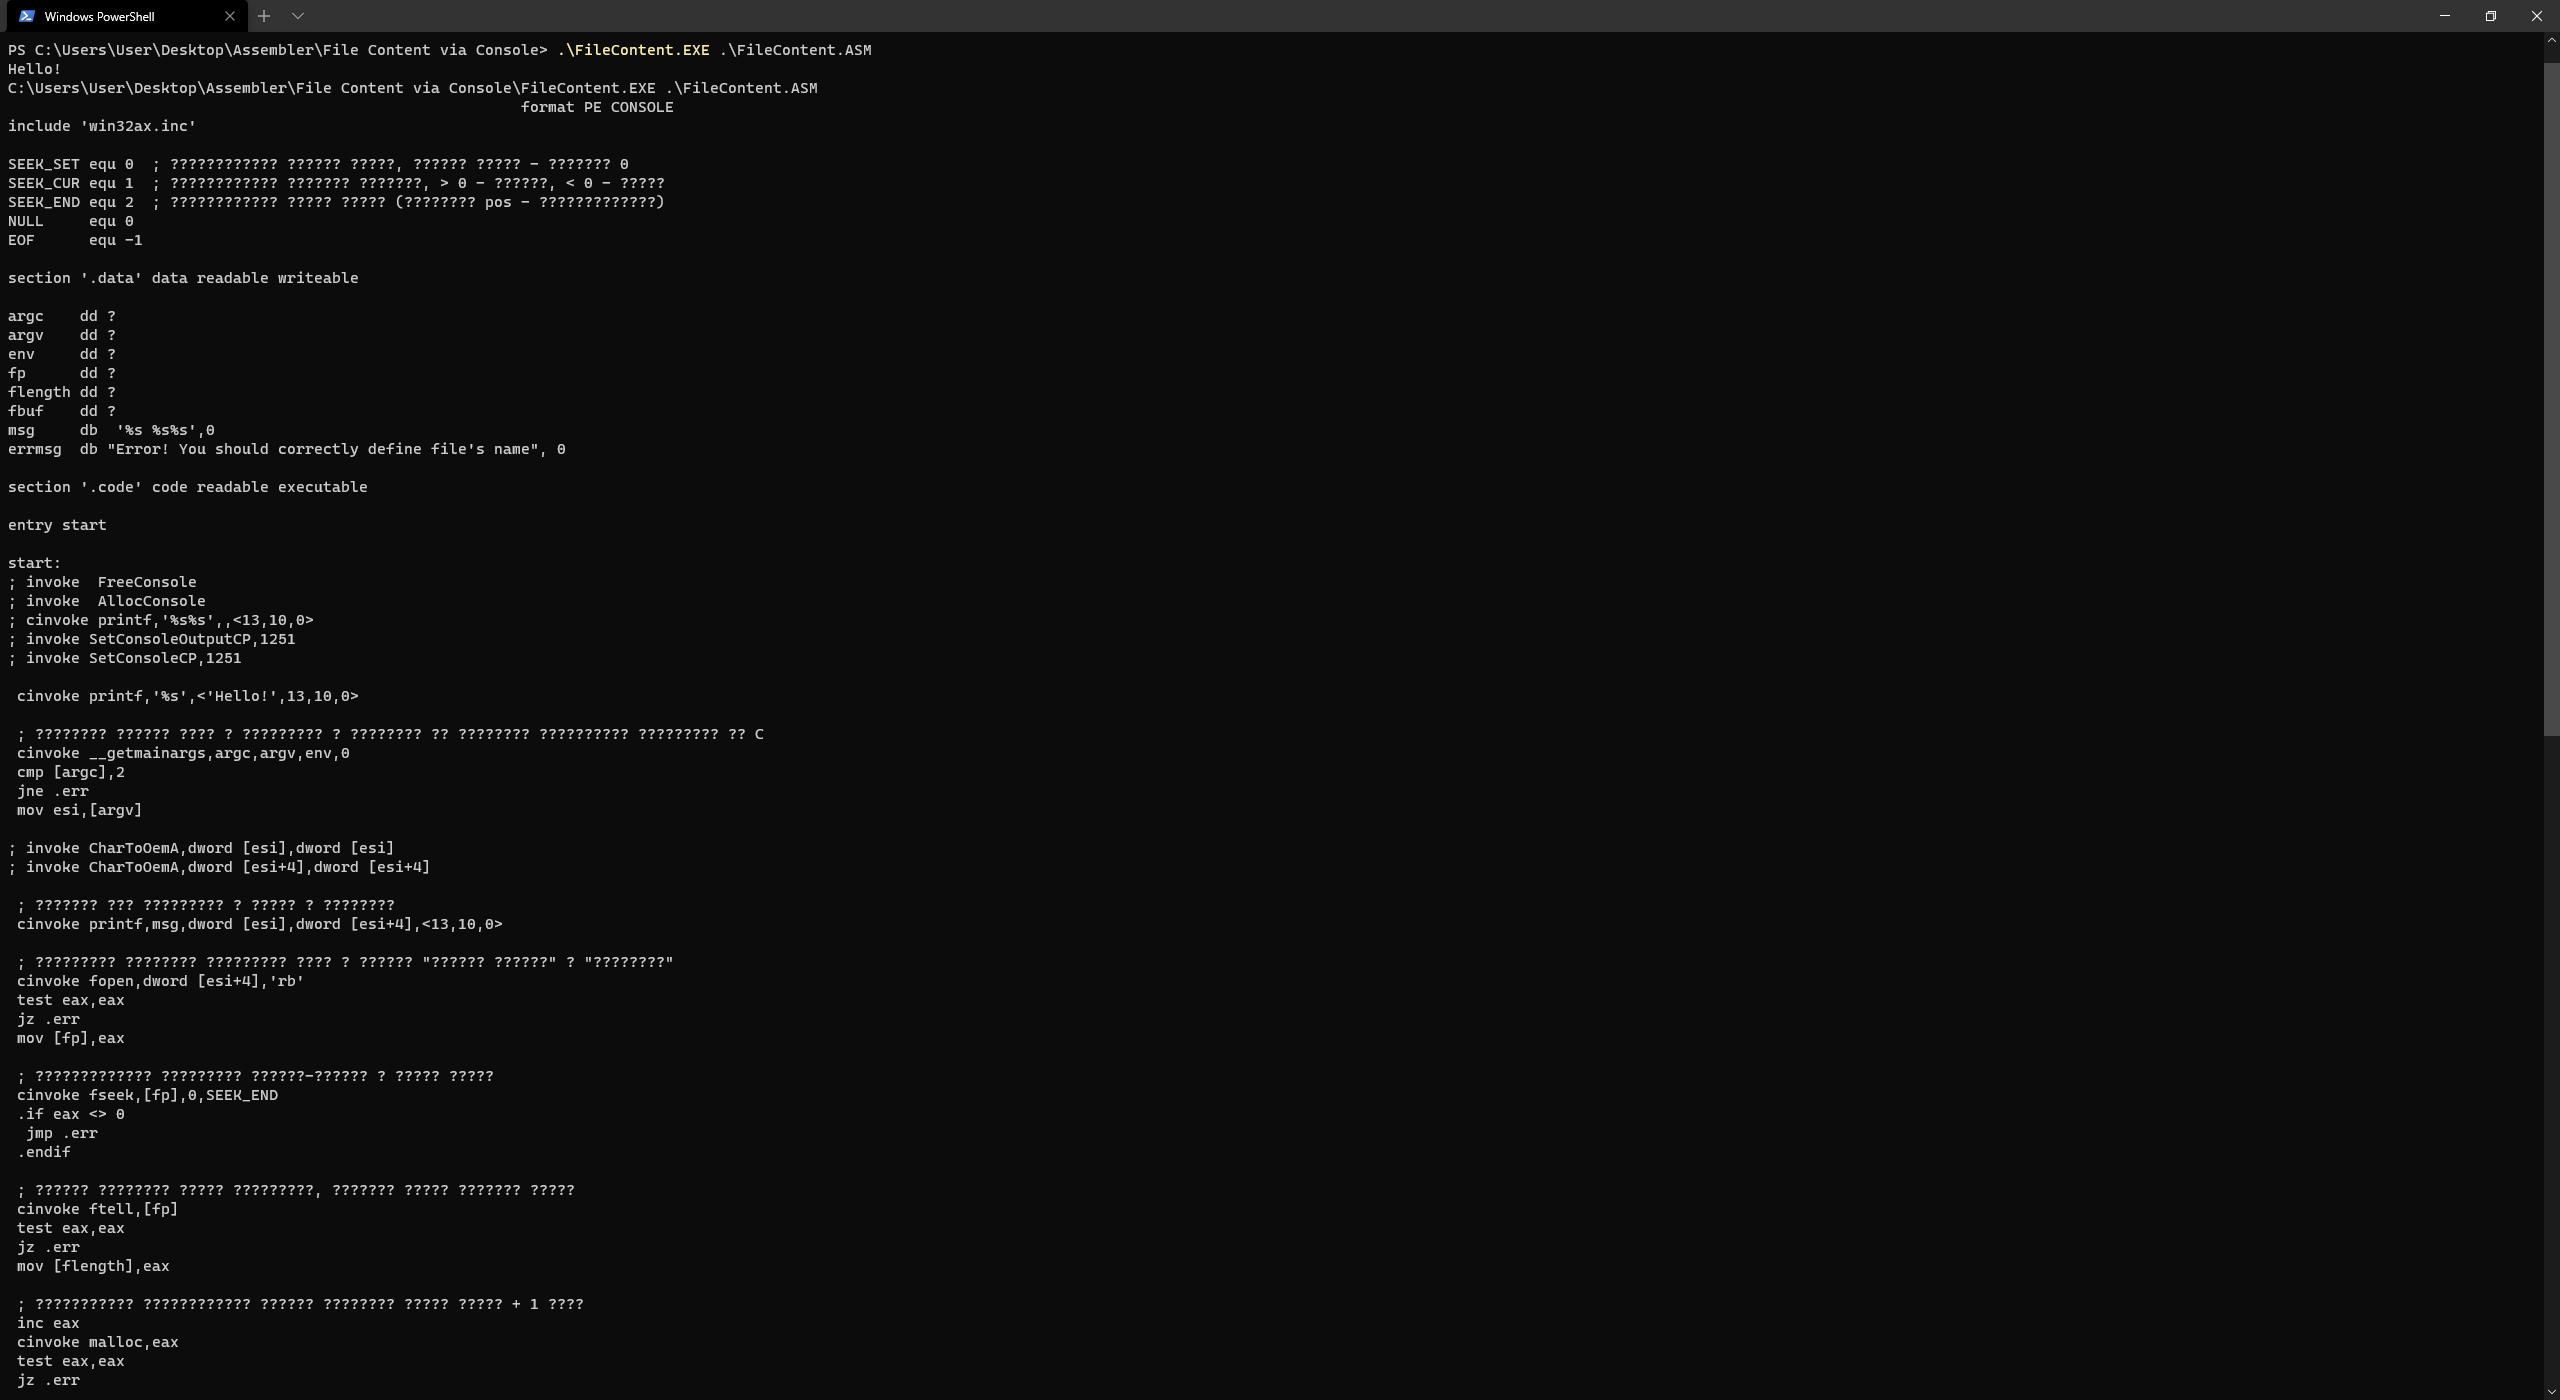 Windows PowerShell
PS C:\Users\User\Desktop\Assembler\File Content via Console> .\FileContent.EXE .\FileContent.ASM
Hello!
C:\Users\User\Desktop\Assembler\File Content via Console\FileContent.EXE .\FileContent.ASM
format PE CONSOLE
include 'win32ax.inc'
SEEK_SET equ 0  ; ???????????? ?????? ?????, ?????? ????? - ??????? 0
SEEK_CUR equ 1  ; ???????????? ??????? ???????, > 0 - ??????, < 0 - ?????
SEEK_END equ 2  ; ???????????? ????? ????? (???????? pos - ?????????????)
NULL     equ 0
EOF      equ -1
section '.data' data readable writeable
argc    dd ?
argv    dd ?
env     dd ?
fp      dd ?
flength dd ?
fbuf    dd ?
msg     db  '%s %s%s',0
errmsg  db "Error! You should correctly define file's name", 0
section '.code' code readable executable
entry start
start:
; invoke  FreeConsole
; invoke  AllocConsole
; cinvoke printf,'%s%s',,<13,10,0>
; invoke SetConsoleOutputCP,1251
; invoke SetConsoleCP,1251
cinvoke printf,'%s',<'Hello!',13,10,0>
; ???????? ?????? ???? ? ????????? ? ???????? ?? ???????? ?????????? ????????? ?? C
cinvoke __getmainargs,argc,argv,env,0
cmp [argc],2
jne .err
mov esi,[argv]
; invoke CharToOemA,dword [esi],dword [esi]
; invoke CharToOemA,dword [esi+4],dword [esi+4]
; ??????? ??? ????????? ? ????? ? ????????
cinvoke printf,msg,dword [esi],dword [esi+4],<13,10,0>
; ????????? ???????? ????????? ???? ? ?????? "?????? ??????" ? "????????"
cinvoke fopen,dword [esi+4],'rb'
test eax,eax
jz .err
mov [fp],eax
; ????????????? ????????? ??????-?????? ? ????? ?????
cinvoke fseek,[fp],0,SEEK_END
.if eax <> 0
jmp .err
.endif
; ?????? ???????? ????? ?????????, ??????? ????? ??????? ?????
cinvoke ftell,[fp]
test eax,eax
jz .err
mov [flength],eax
; ??????????? ???????????? ?????? ???????? ????? ????? + 1 ????
inc eax
cinvoke malloc,eax
test eax,eax
jz .err